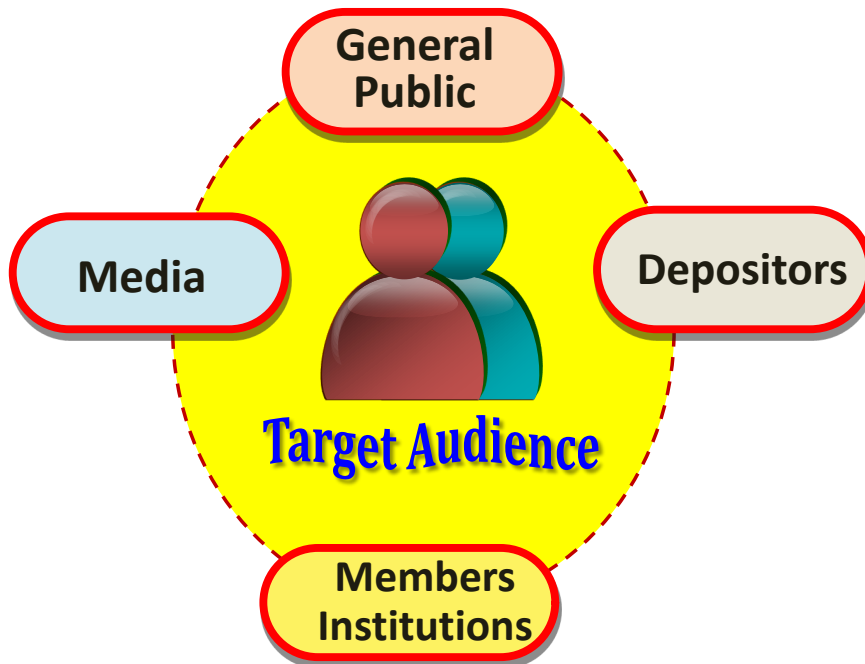 General
Public
Media
Depositors
Target Audience
Members
Institutions